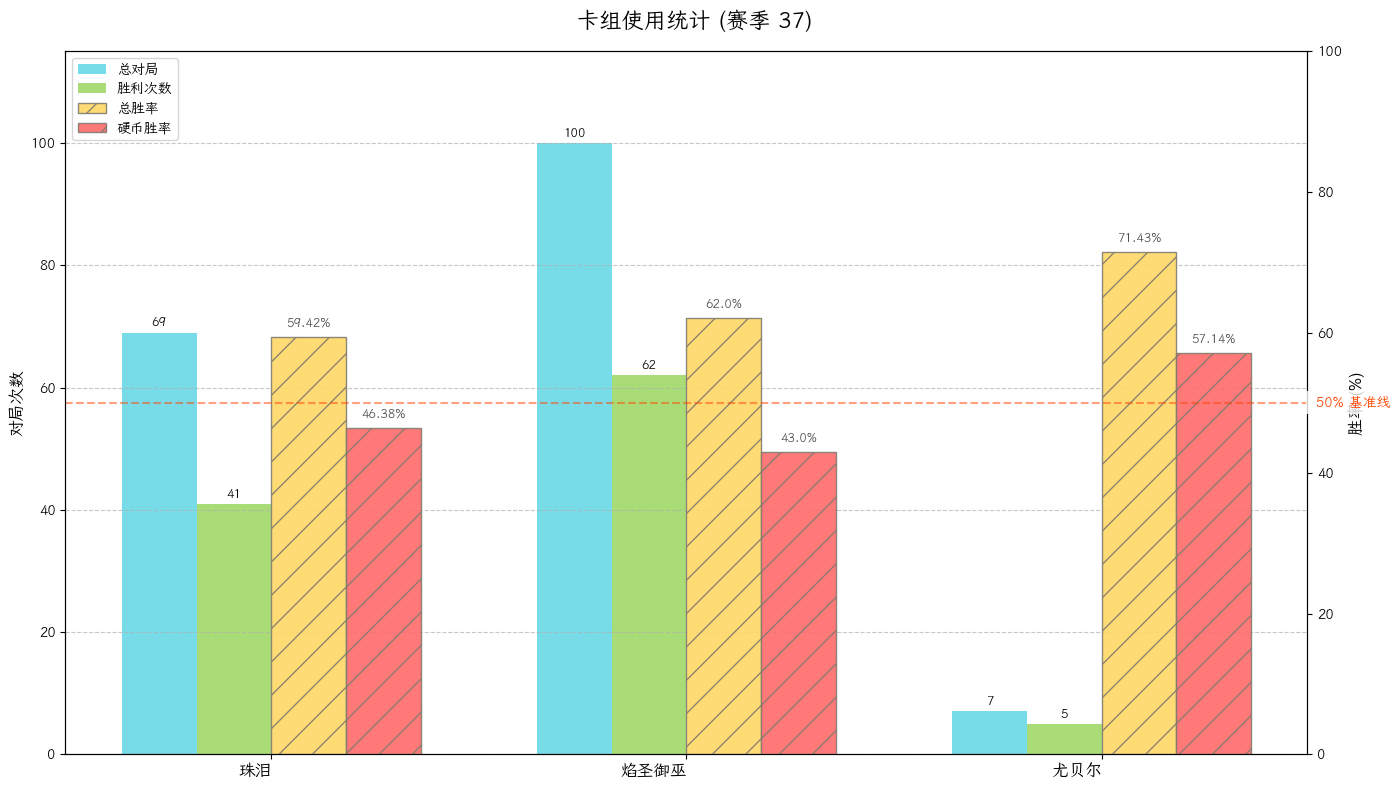 卡组使用统计 (赛季 37)
总对局
胜利次数
总胜率
硬币胜率
对局次数
100
80
60
40
20
0
69
41
59.42%
46.38%
100
62
62.0%
43.0%
7
5
71.43%
57.14%
100
80
60
40
20
0
50% 基准线
胜率(%)
珠泪
焰圣御巫
尤贝尔